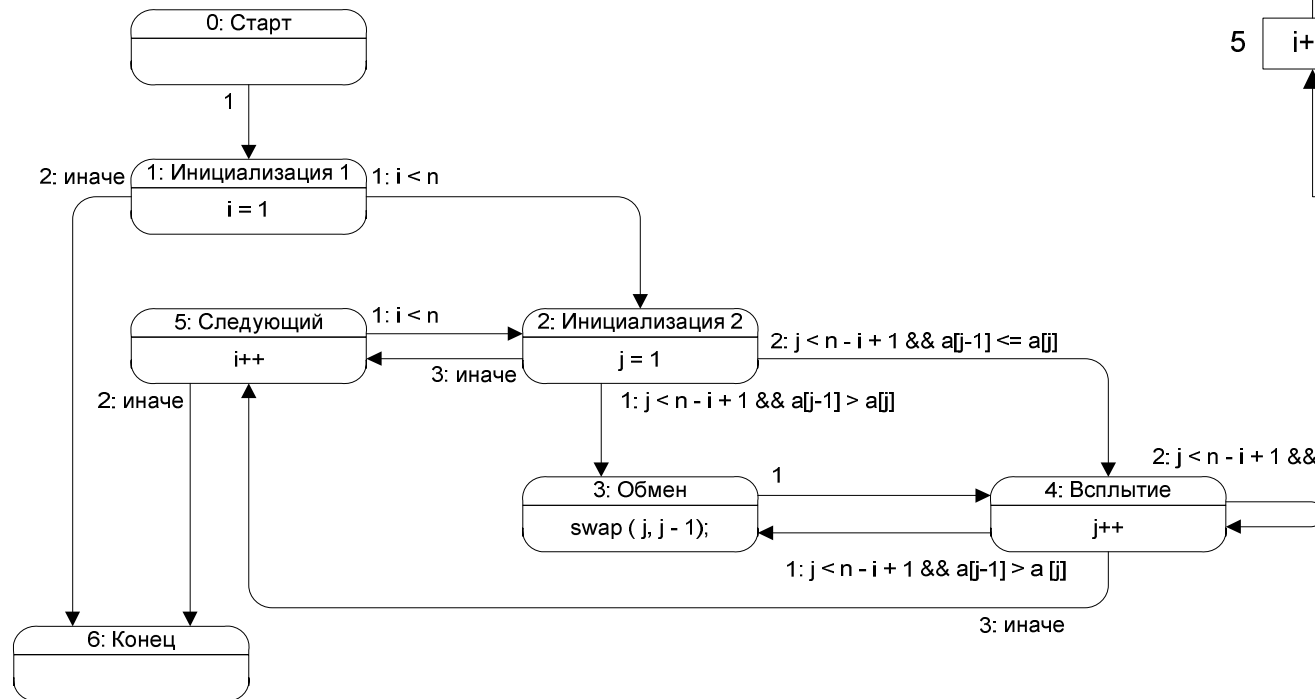 0: Старт
5
i+
1
2: иначе
1: Инициализация 1
1: i < n
i = 1
5: Следующий
1: i < n
2: Инициализация 2
2: j < n - i + 1 && a[j-1] <= a[j]
i++
j = 1
3: иначе
2: иначе
1: j < n - i + 1 && a[j-1] > a[j]
2: j < n - i + 1 &&
3: Обмен
1
4: Всплытие
swap ( j, j - 1);
j++
1: j < n - i + 1 && a[j-1] > a [j]
3: иначе
6: Конец